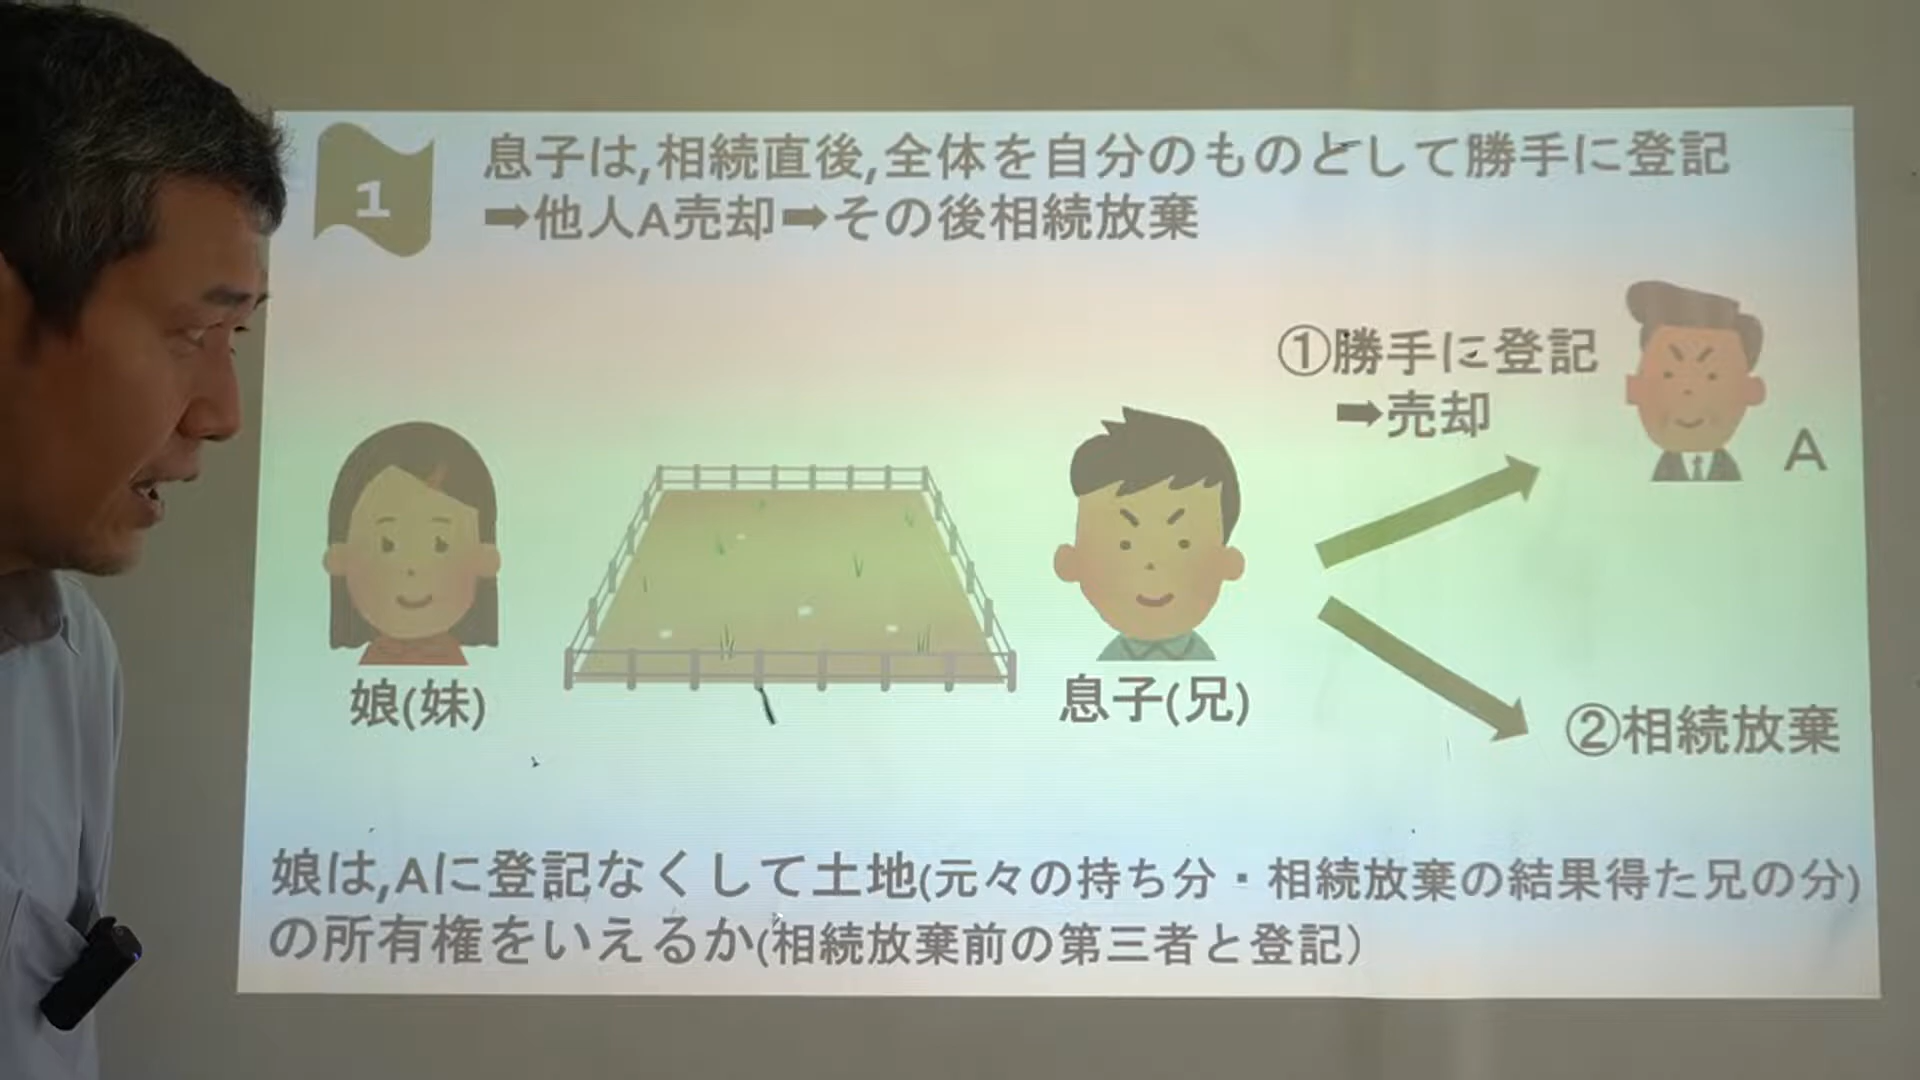 1
息子は,相続直後,全体を自分のものとして勝手に登記
➡他人A売却➡その後相続放棄
①勝手に登記
➡売却
A
娘(妹)
息子(兄)
②相続放棄
娘は,Aに登記なくして土地(元々の持ち分・相続放棄の結果得た兄の分)
の所有権をいえるか(相続放棄前の第三者と登記）